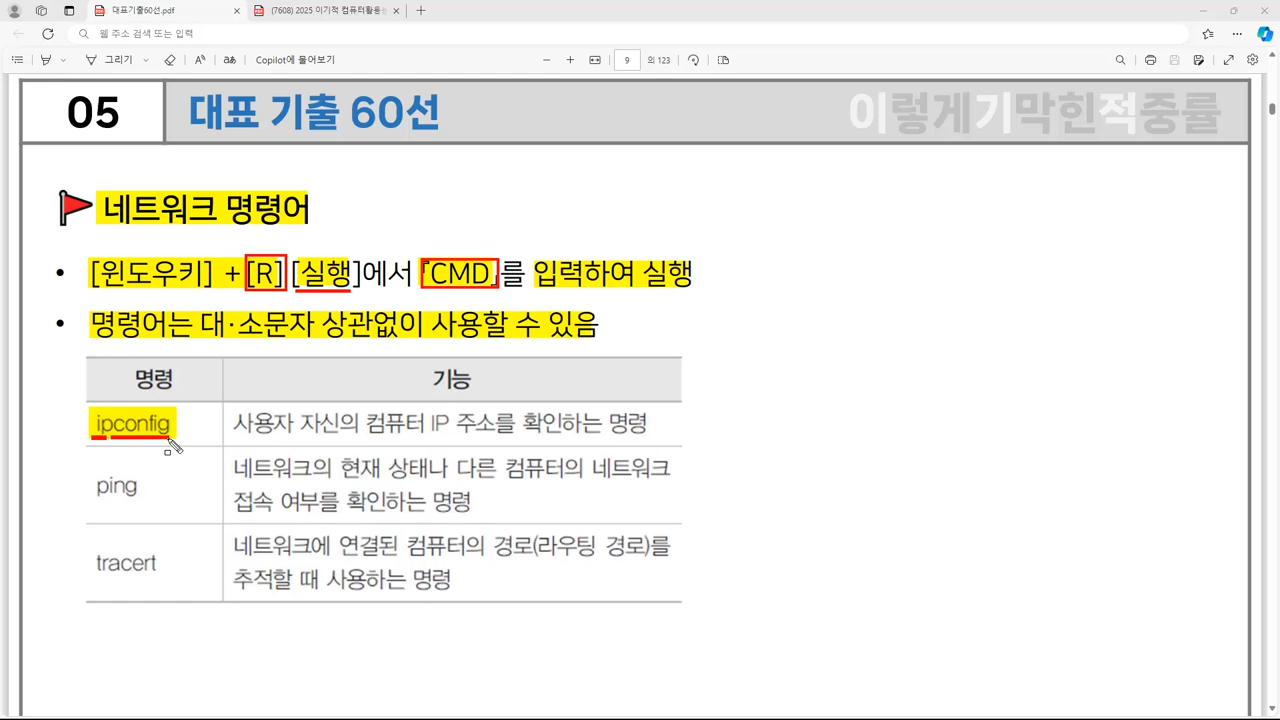 대표기출60선.pdf
(7608) 2025 이기적 컴퓨터활용능
웹 주소 검색 또는 입력
그리기
Copilot에 물어보기
9
의 123
05
대표 기출 60선
이렇게기막힌적중률
네트워크 명령어
• [윈도우키] + [R] [실행]에서 『CMD』를 입력하여 실행
• 명령어는 대·소문자 상관없이 사용할 수 있음
명령 기능
ipconfig 사용자 자신의 컴퓨터 IP 주소를 확인하는 명령
ping 네트워크의 현재 상태나 다른 컴퓨터의 네트워크
접속 여부를 확인하는 명령
tracert 네트워크에 연결된 컴퓨터의 경로(라우팅 경로)를
추적할 때 사용하는 명령